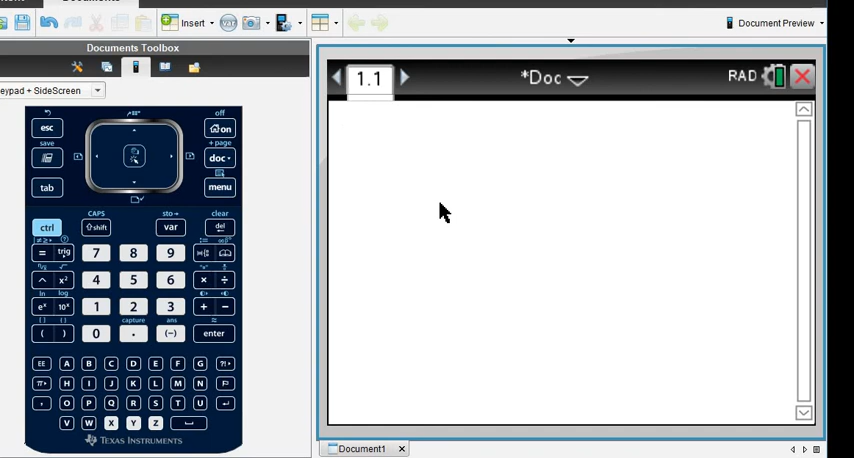 Documents
Insert
Document Preview
Documents Toolbox
eypad + SideScreen
1.1
*Doc
RAD
off
esc
on
save
+ page
doc
tab
menu
CAPS
sto→
clear
ctrl
shift
var
del
= trig 7 8 9
^ x² 4 5 6 × ÷
ln log
eˣ 10ˣ 1 2 3 + −
capture ans
( ) 0 . (−) enter
EE A B C D E F G ?!
π H I J K L M N
, O P Q R S T U
V W X Y Z
TEXAS INSTRUMENTS
Document1